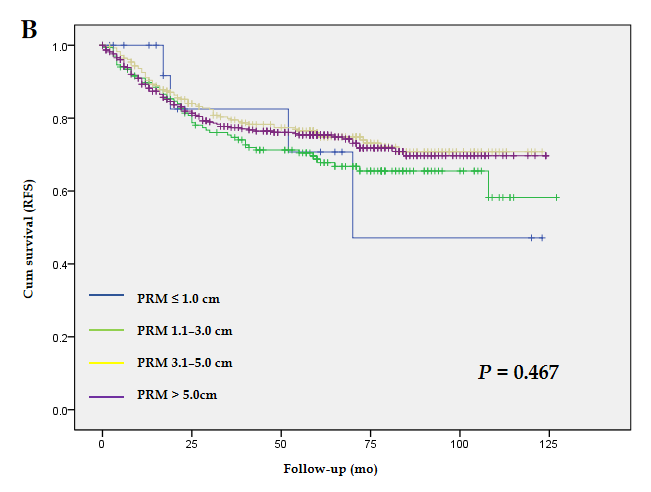 B
1.0
0.8
0.6
0.4
0.2
0.0
Cum survival (RFS)
PRM ≤ 1.0 cm
PRM 1.1–3.0 cm
PRM 3.1–5.0 cm
PRM > 5.0cm
P = 0.467
0 25 50 75 100 125
Follow-up (mo)